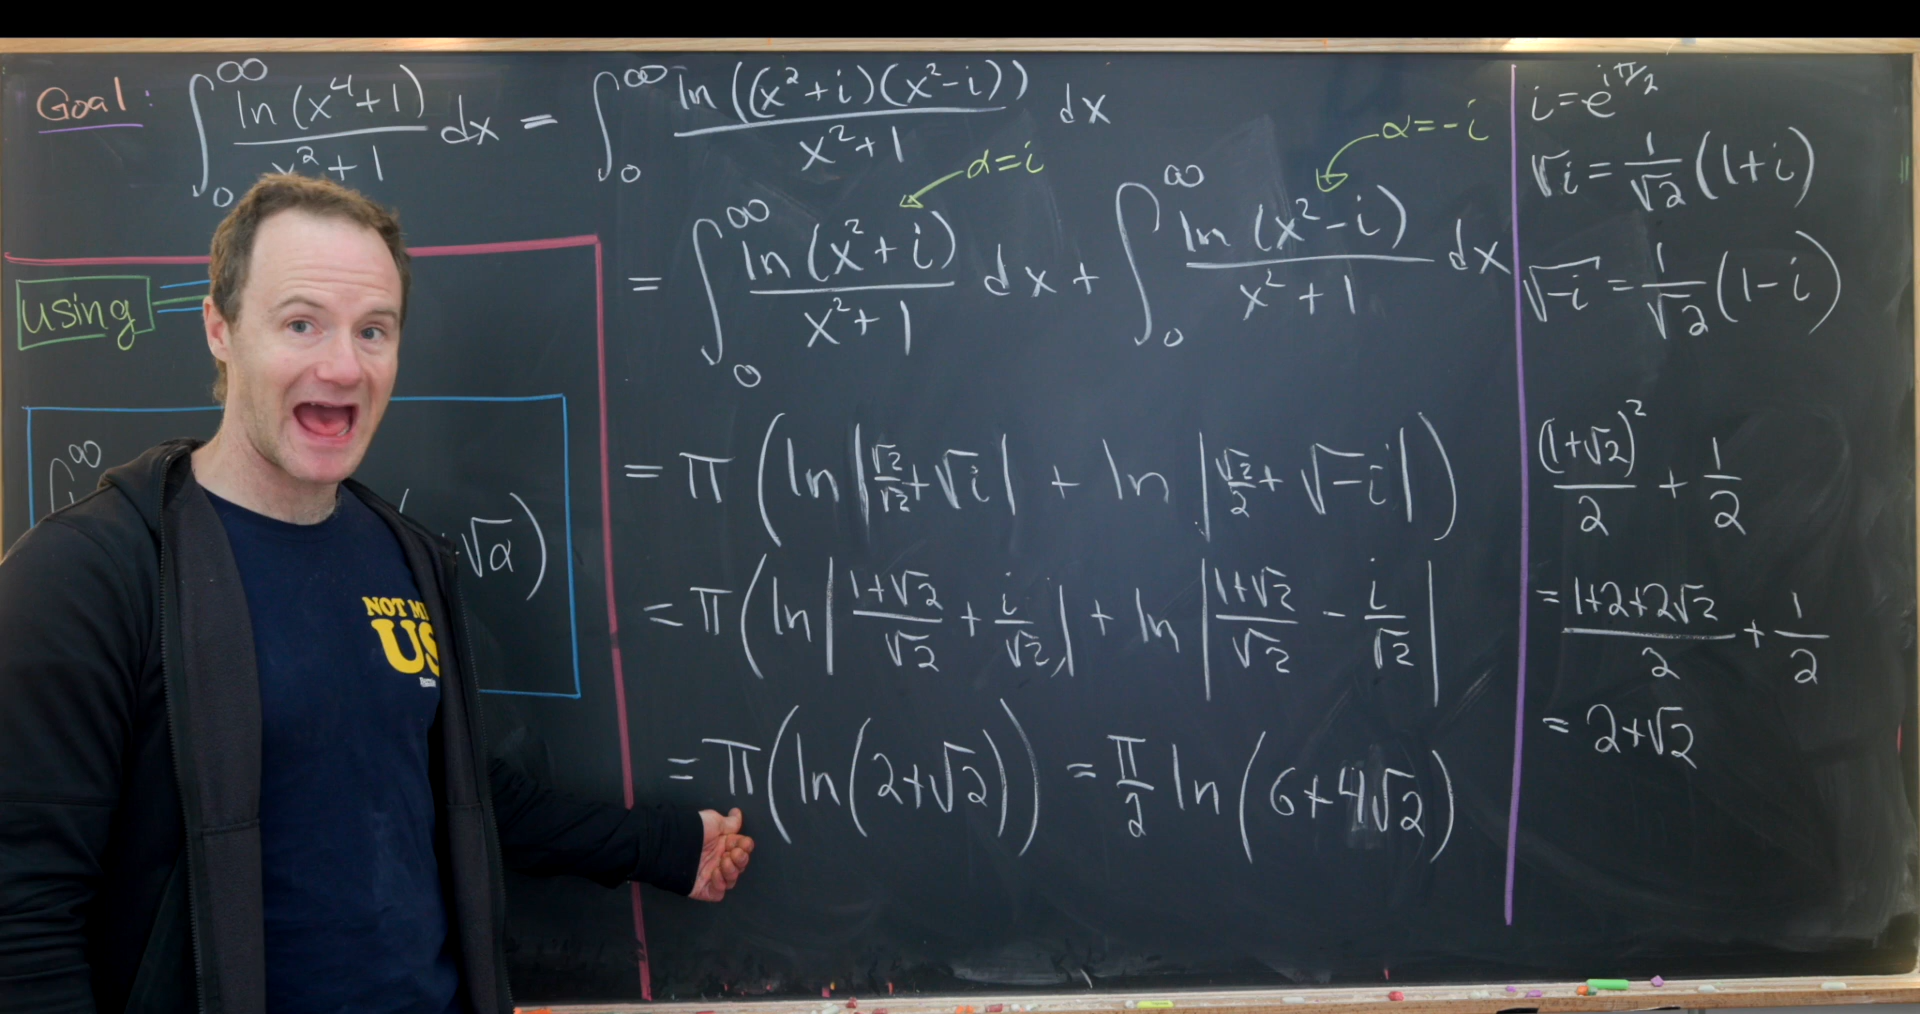 Goal: ∫₀^∞ ln(x⁴+1)/(x²+1) dx = ∫₀^∞ ln((x²+i)(x²-i))/(x²+1) dx
α=i
α=-i
= ∫₀^∞ ln(x²+i)/(x²+1) dx + ∫₀^∞ ln(x²-i)/(x²+1) dx
= π(ln|√2/√2+√i| + ln|√2/2+√-i|)
= π(ln|(1+√2)/√2 + i/√2| + ln|(1+√2)/√2 - i/√2|
= π(ln(2+√2)) = π/2 ln(6+4√2)
using
∞
√α)
i=e^(iπ/2)
√i = 1/√2 (1+i)
√-i = 1/√2 (1-i)
(1+√2)²/2 + 1/2
= (1+2+2√2)/2 + 1/2
= 2+√2
NOT